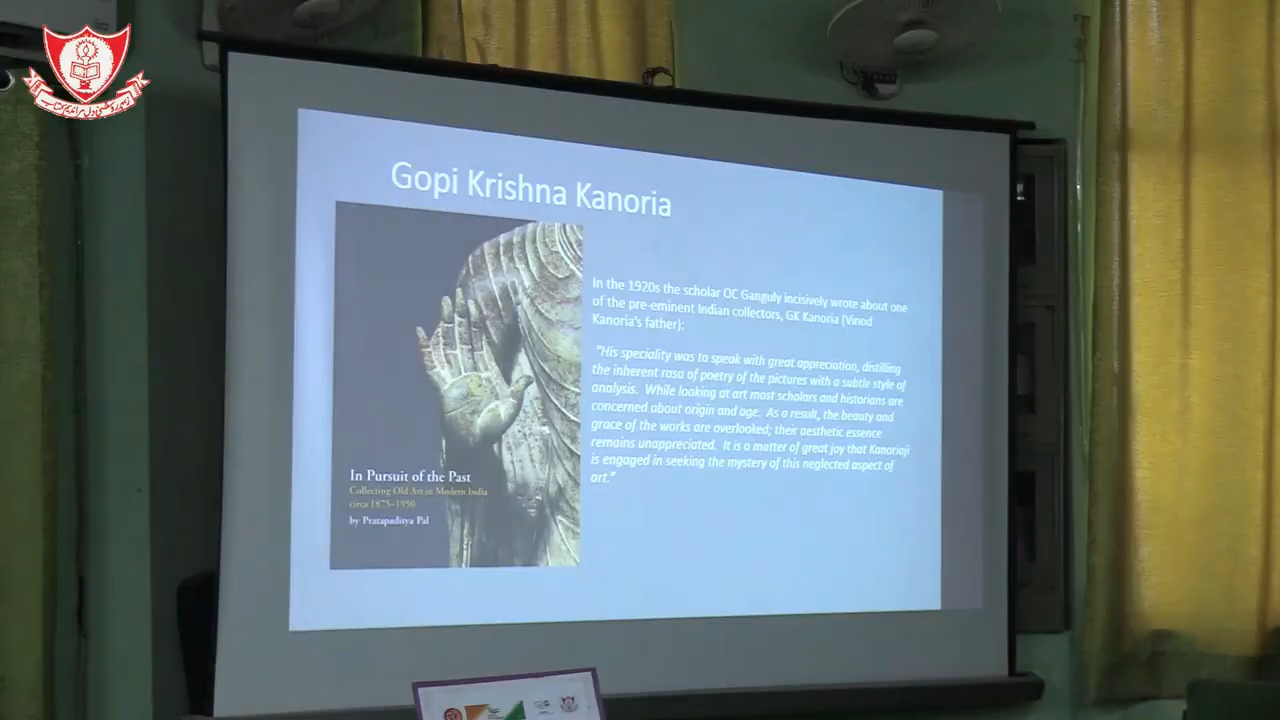 Gopi Krishna Kanoria
In the 1920s the scholar OC Ganguly incisively wrote about one
of the pre-eminent Indian collectors, GK Kanoria (Vinod
Kanoria's father):
"His speciality was to speak with great appreciation, distilling
the inherent rasa of poetry of the pictures with a subtle style of
analysis. While looking at art most scholars and historians are
concerned about origin and age. As a result, the beauty and
grace of the works are overlooked; their aesthetic essence
remains unappreciated. It is a matter of great joy that Kanoriaji
is engaged in seeking the mystery of this neglected aspect of
art."
In Pursuit of the Past
Collecting Old Art in Modern India
circa 1875–1950
by Pratapaditya Pal